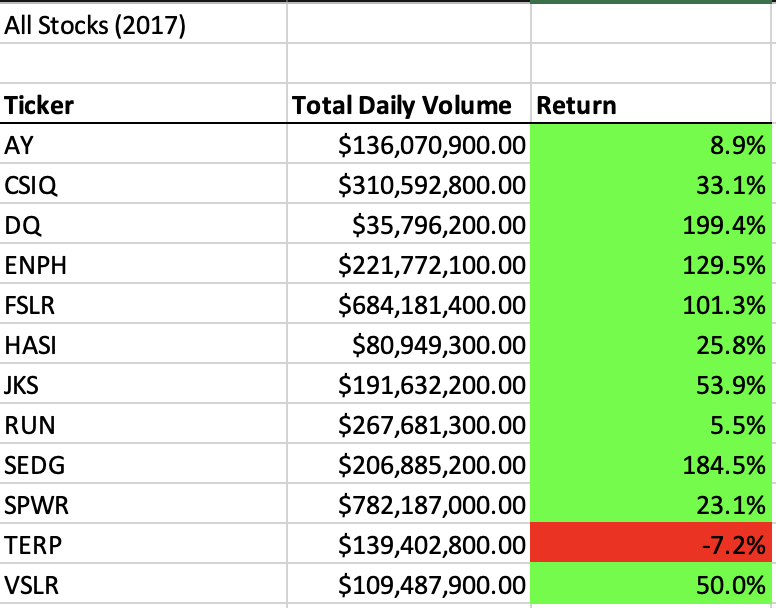 All Stocks (2017)
Ticker Total Daily Volume Return
AY $136,070,900.00 8.9%
CSIQ $310,592,800.00 33.1%
DQ $35,796,200.00 199.4%
ENPH $221,772,100.00 129.5%
FSLR $684,181,400.00 101.3%
HASI $80,949,300.00 25.8%
JKS $191,632,200.00 53.9%
RUN $267,681,300.00 5.5%
SEDG $206,885,200.00 184.5%
SPWR $782,187,000.00 23.1%
TERP $139,402,800.00 -7.2%
VSLR $109,487,900.00 50.0%